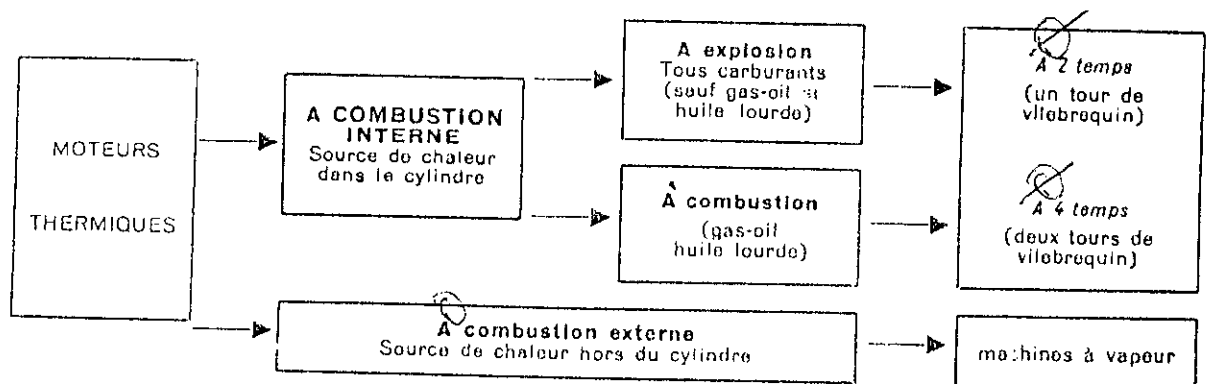 MOTEURS
THERMIQUES
A COMBUSTION
INTERNE
Source de chaleur
dans le cylindre
A explosion
Tous carburants
(sauf gas-oil et
huile lourde)
À combustion
(gas-oil
huile lourde)
A 2 temps
(un tour de
vilebrequin)
A 4 temps
(deux tours de
vilebrequin)
A combustion externe
Source de chaleur hors du cylindre
machines à vapeur